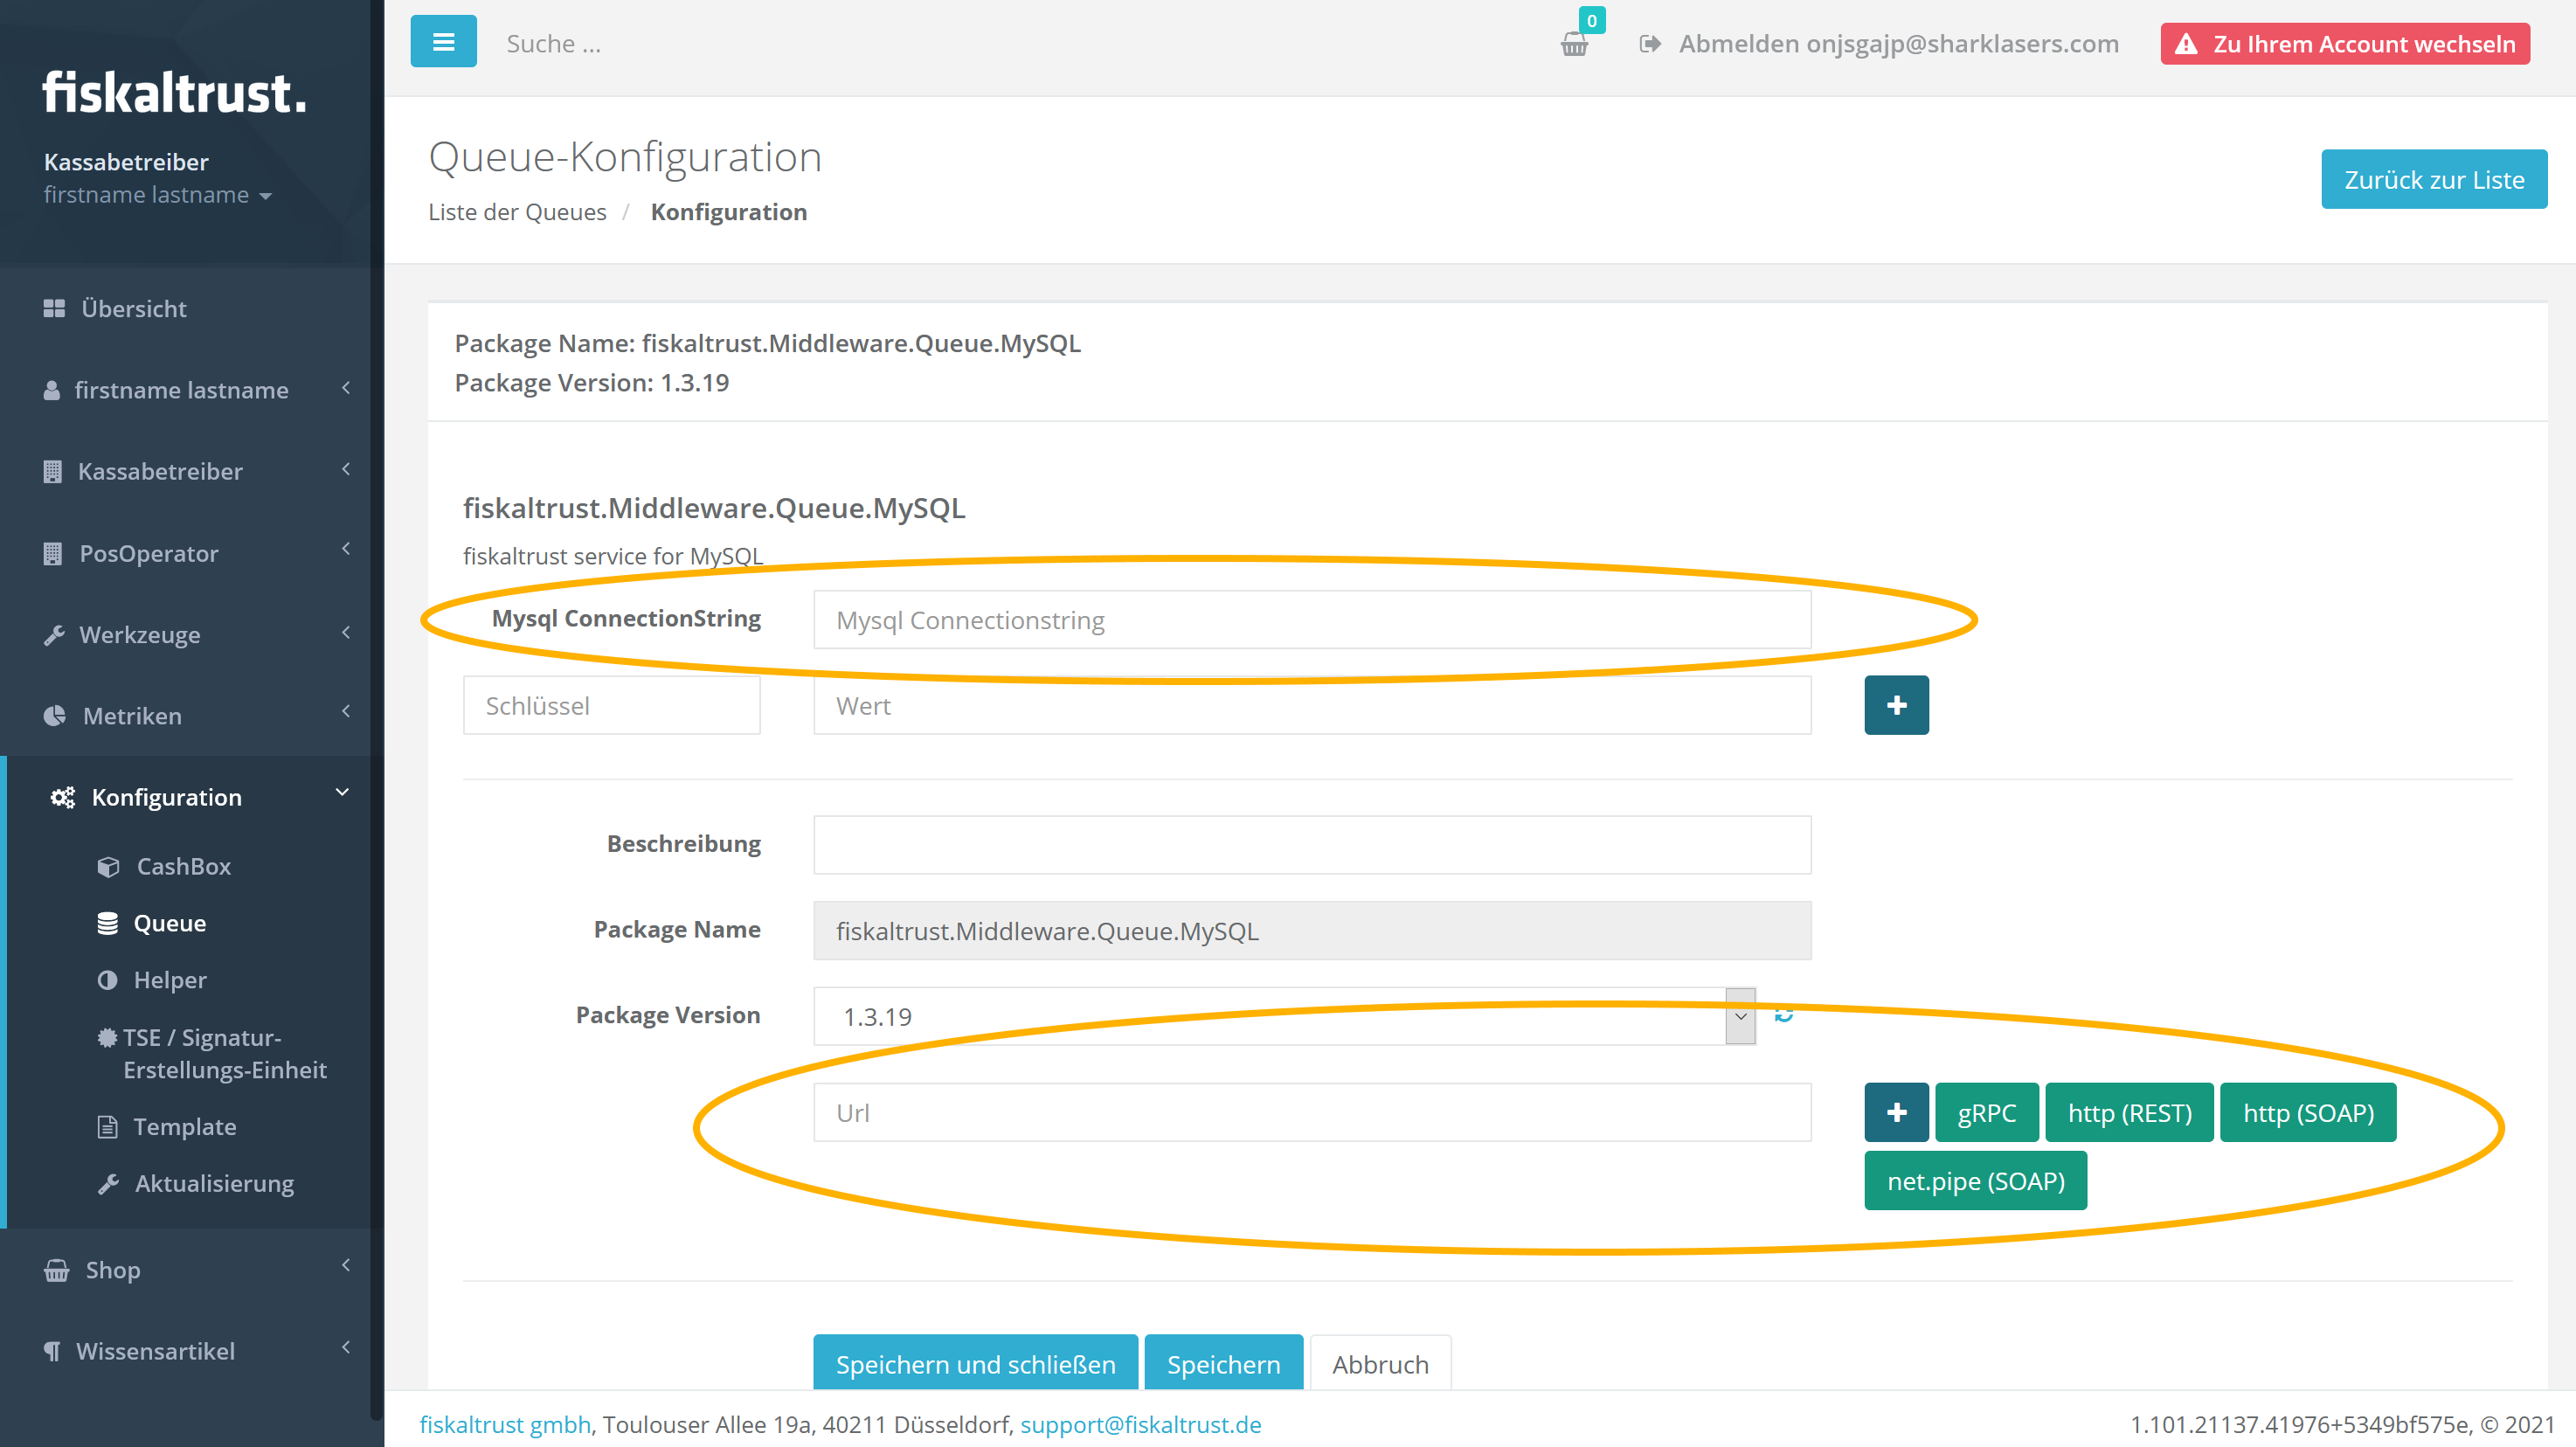 fiskaltrust.
Kassabetreiber
firstname lastname
Übersicht
firstname lastname
Kassabetreiber
PosOperator
Werkzeuge
Metriken
Konfiguration
CashBox
Queue
Helper
TSE / Signatur-
Erstellungs-Einheit
Template
Aktualisierung
Shop
Wissensartikel
Suche ...
0
Abmelden onjsgajp@sharklasers.com
Zu Ihrem Account wechseln
Queue-Konfiguration
Liste der Queues / Konfiguration
Zurück zur Liste
Package Name: fiskaltrust.Middleware.Queue.MySQL
Package Version: 1.3.19
fiskaltrust.Middleware.Queue.MySQL
fiskaltrust service for MySQL
Mysql ConnectionString Mysql Connectionstring
Schlüssel Wert
Beschreibung
Package Name fiskaltrust.Middleware.Queue.MySQL
Package Version 1.3.19
Url gRPC http (REST) http (SOAP)
net.pipe (SOAP)
Speichern und schließen Speichern Abbruch
fiskaltrust gmbh, Toulouser Allee 19a, 40211 Düsseldorf, support@fiskaltrust.de 1.101.21137.41976+5349bf575e, © 2021